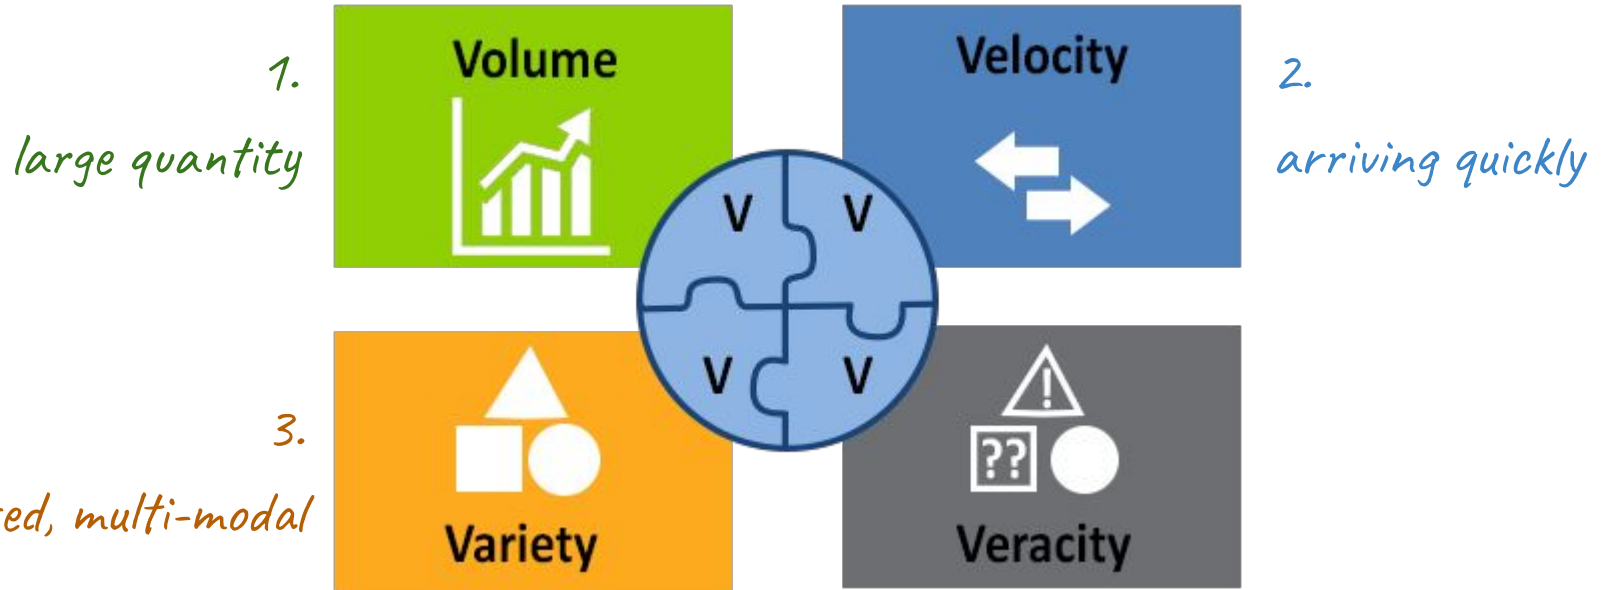 1.
large quantity
Volume
Velocity
2.
arriving quickly
V V
V V
3.
multi-modal
Variety
??
!
Veracity